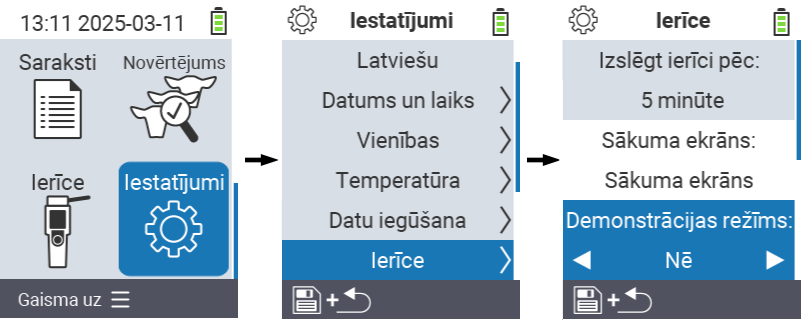 13:11 2025-03-11
Saraksti
Novērtējums
Ierīce
Iestatījumi
Gaisma uz
Iestatījumi
Latviešu
Datums un laiks
Vienības
Temperatūra
Datu iegūšana
Ierīce
+
Ierīce
Izslēgt ierīci pēc:
5 minūte
Sākuma ekrāns:
Sākuma ekrāns
Demonstrācijas režīms:
Nē
+